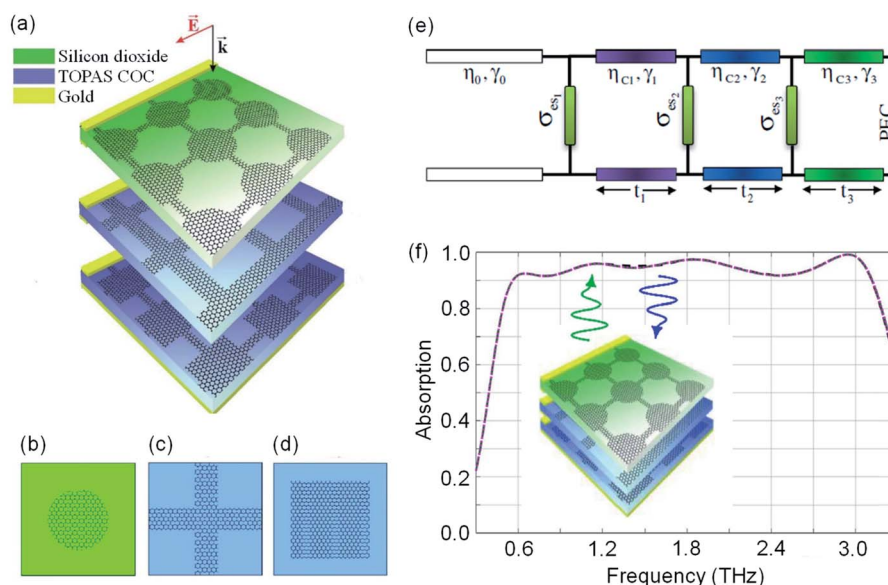 (a)
E
k
Silicon dioxide
TOPAS COC
Gold
(b)
(c)
(d)
(e)
η0, γ0
ηC1, γ1
ηC2, γ2
ηC3, γ3
σes1
σes2
σes3
PEC
t1
t2
t3
(f)
1.0
0.8
0.6
0.4
0.2
0.0
Absorption
0.6
1.2
1.8
2.4
3.0
Frequency (THz)